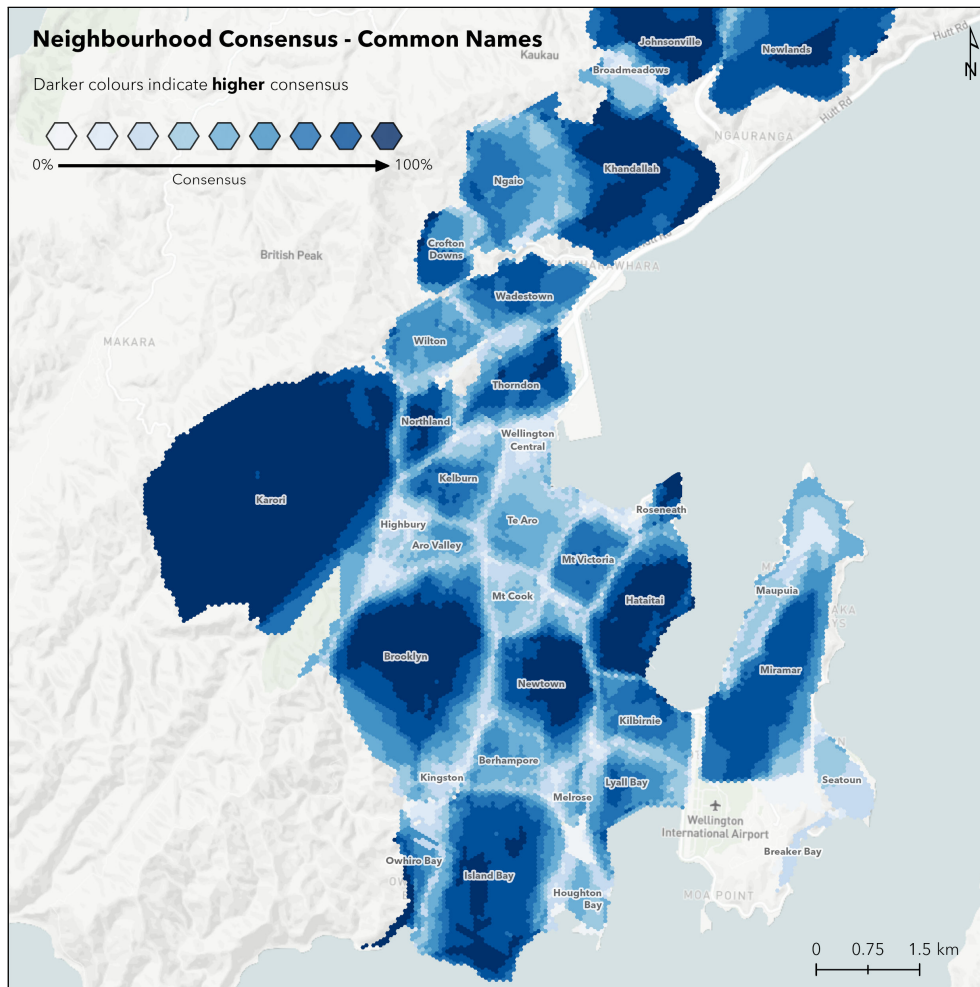 Neighbourhood Consensus - Common Names
Darker colours indicate higher consensus
0%
100%
Consensus
Hutt Rd
N
Johnsonville
Newlands
Kaukau
Broadmeadows
Hutt Rd
NGAURANGA
Khandallah
Ngaio
Crofton
Downs
British Peak
Wadestown
MAKARA
Wilton
Thorndon
Northland
Wellington
Central
Kelburn
Karori
Roseneath
Highbury
Te Aro
Aro Valley
Mt Victoria
Maupuia
Mt Cook
Hataitai
Brooklyn
Miramar
Newtown
Kilbirnie
Berhampore
Kingston
Lyall Bay
Seatoun
Melrose
Wellington
International Airport
Breaker Bay
Owhiro Bay
Island Bay
Houghton
Bay
MOA POINT
0
0.75
1.5 km